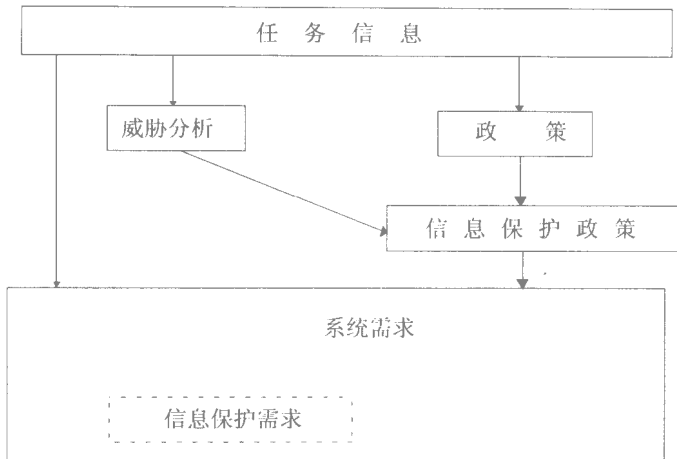 任务信息
威胁分析
政策
信息保护政策
系统需求
信息保护需求